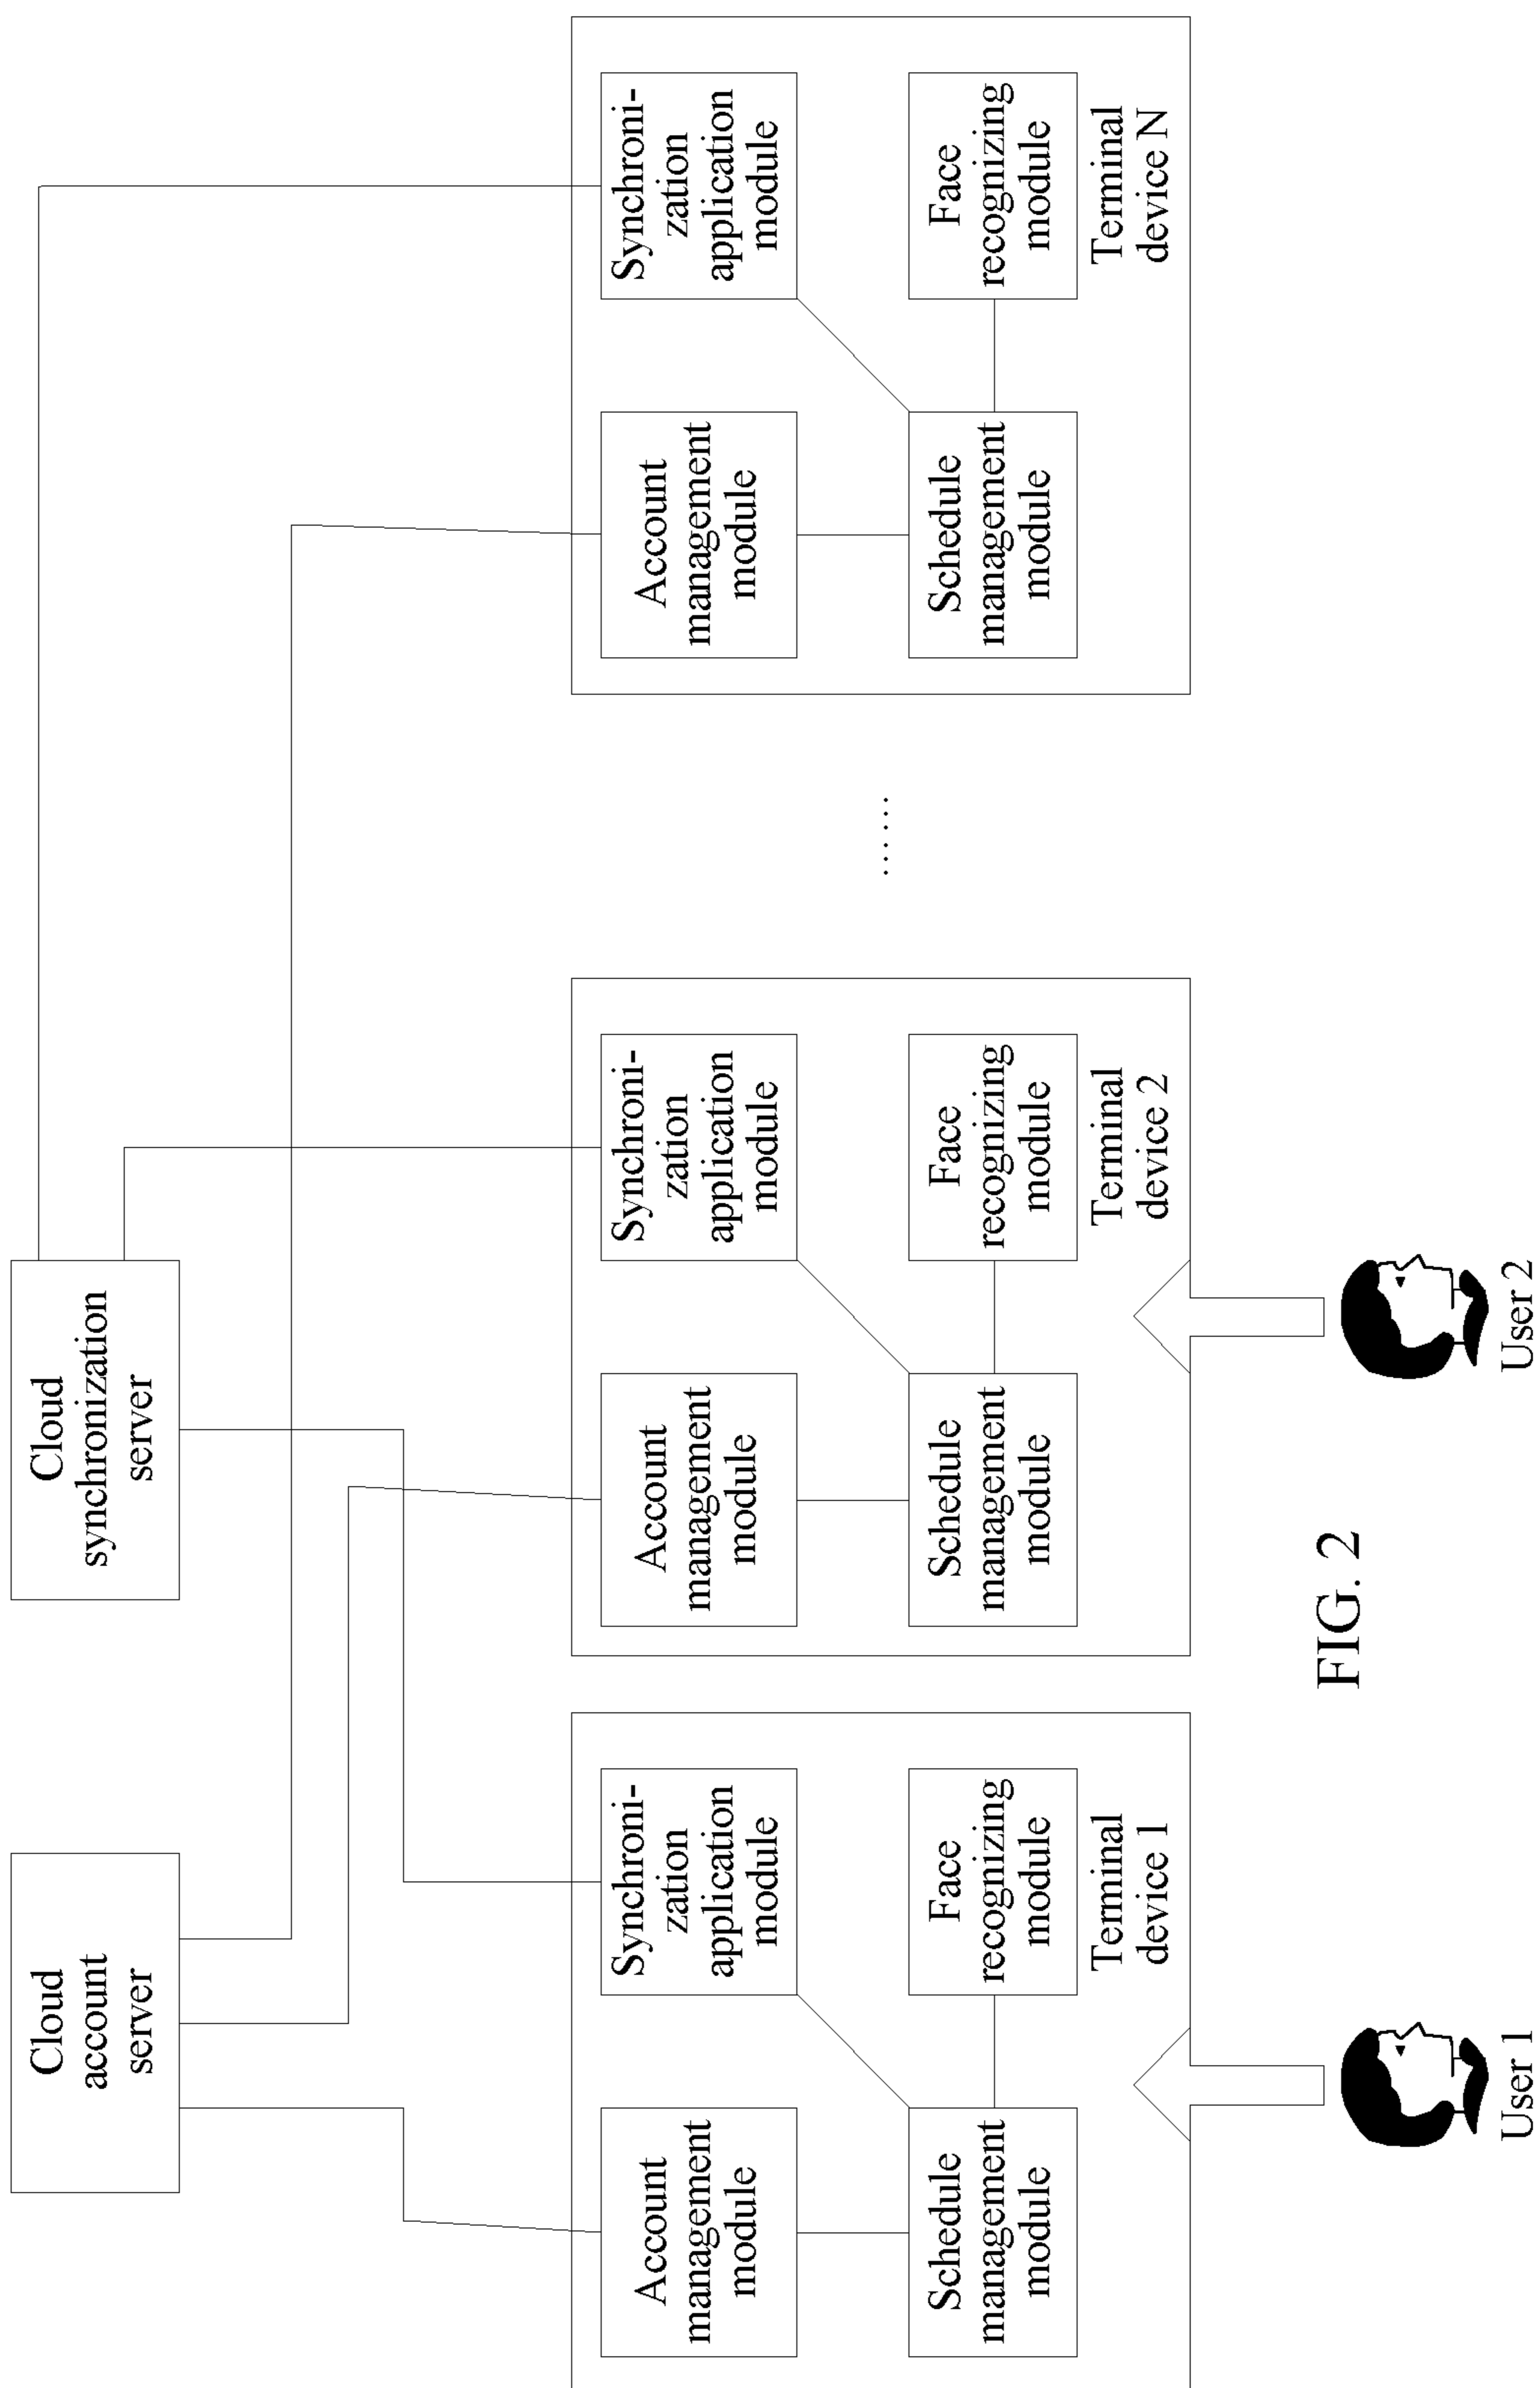 Cloud
account
server
Cloud
synchronization
server
Account
management
module
Synchroni-
zation
application
module
Schedule
management
module
Face
recognizing
module
Terminal
device 1
Account
management
module
Synchroni-
zation
application
module
Schedule
management
module
Face
recognizing
module
Terminal
device 2
......
Account
management
module
Synchroni-
zation
application
module
Schedule
management
module
Face
recognizing
module
Terminal
device N
User 1
User 2
FIG. 2